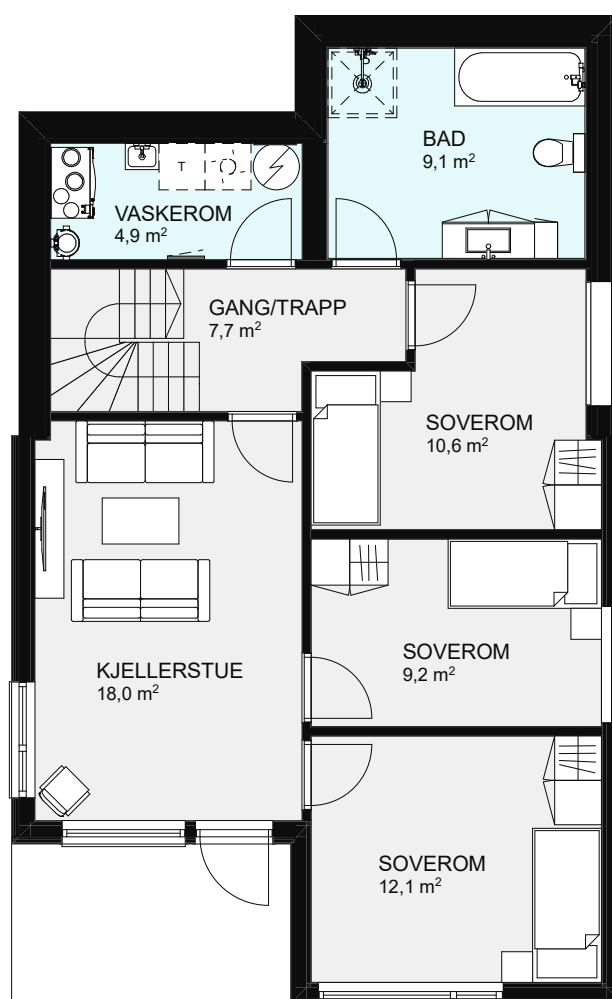 BAD
9,1 m²
T
VASKEROM
4,9 m²
GANG/TRAPP
7,7 m²
SOVEROM
10,6 m²
KJELLERSTUE
18,0 m²
SOVEROM
9,2 m²
SOVEROM
12,1 m²